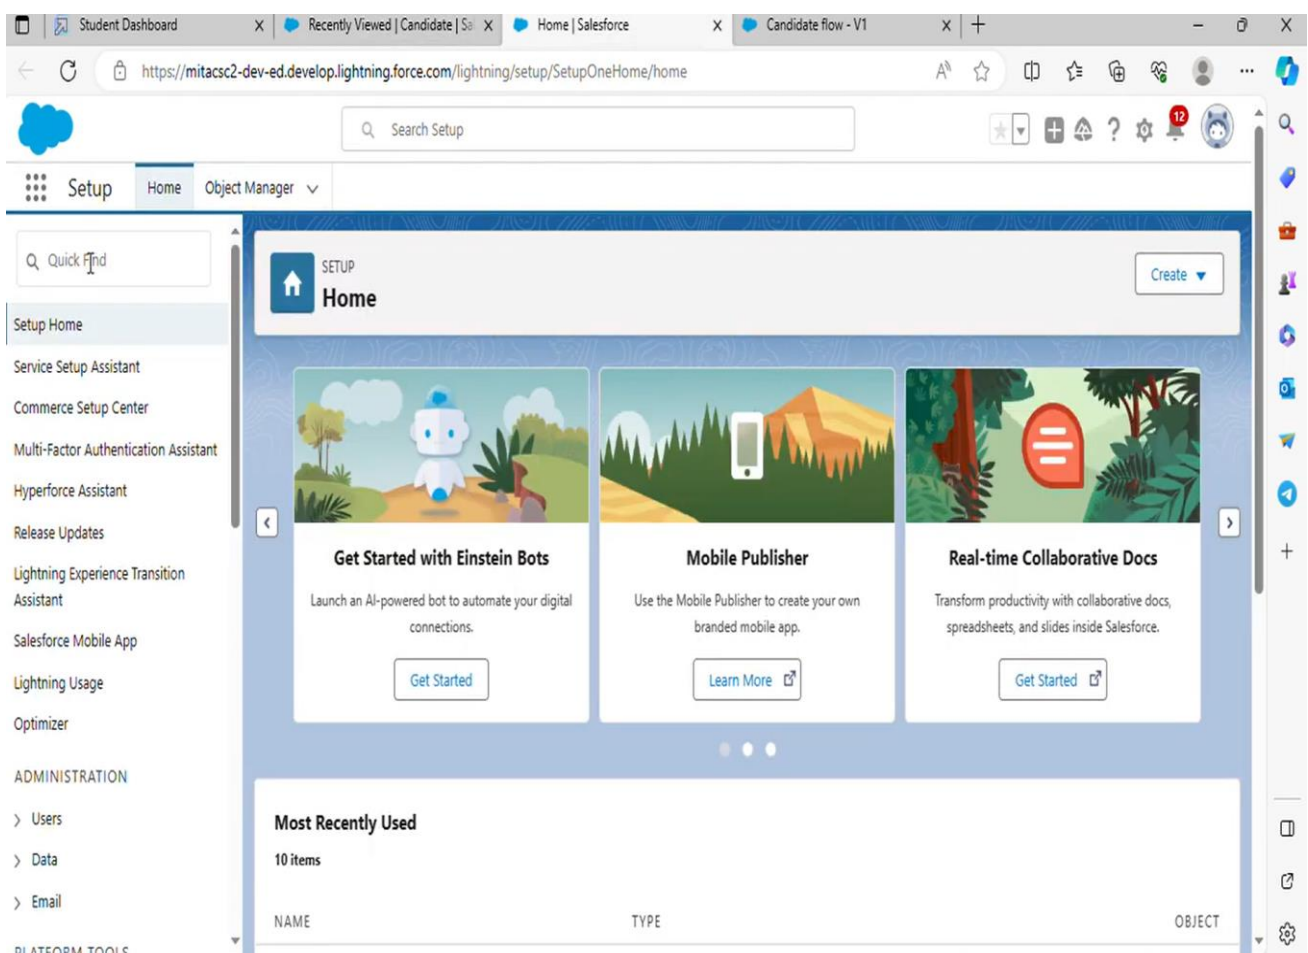 Student Dashboard
Recently Viewed | Candidate | Sa
Home | Salesforce
Candidate flow - V1
https://mitacsc2-dev-ed.develop.lightning.force.com/lightning/setup/SetupOneHome/home
Search Setup
12
Setup
Home
Object Manager
Quick Find
Setup Home
Service Setup Assistant
Commerce Setup Center
Multi-Factor Authentication Assistant
Hyperforce Assistant
Release Updates
Lightning Experience Transition
Assistant
Salesforce Mobile App
Lightning Usage
Optimizer
ADMINISTRATION
Users
Data
Email
PLATFORM TOOLS
SETUP
Home
Create
Get Started with Einstein Bots
Launch an AI-powered bot to automate your digital
connections.
Get Started
Mobile Publisher
Use the Mobile Publisher to create your own
branded mobile app.
Learn More
Real-time Collaborative Docs
Transform productivity with collaborative docs,
spreadsheets, and slides inside Salesforce.
Get Started
Most Recently Used
10 items
NAME
TYPE
OBJECT